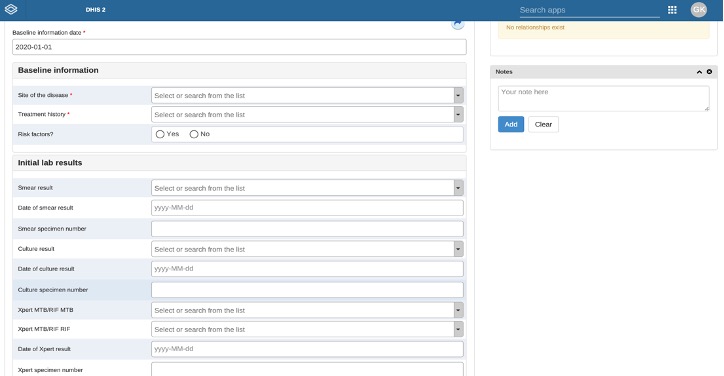 DHIS 2
Search apps
GK
Baseline information date *
2020-01-01
Baseline information
Site of the disease *
Select or search from the list
Treatment history *
Select or search from the list
Risk factors?
Yes
No
Initial lab results
Smear result
Select or search from the list
Date of smear result
yyyy-MM-dd
Smear specimen number
Culture result
Select or search from the list
Date of culture result
yyyy-MM-dd
Culture specimen number
Xpert MTB/RIF MTB
Select or search from the list
Xpert MTB/RIF RIF
Select or search from the list
Date of Xpert result
yyyy-MM-dd
Xpert specimen number
No relationships exist
Notes
Your note here
Add
Clear